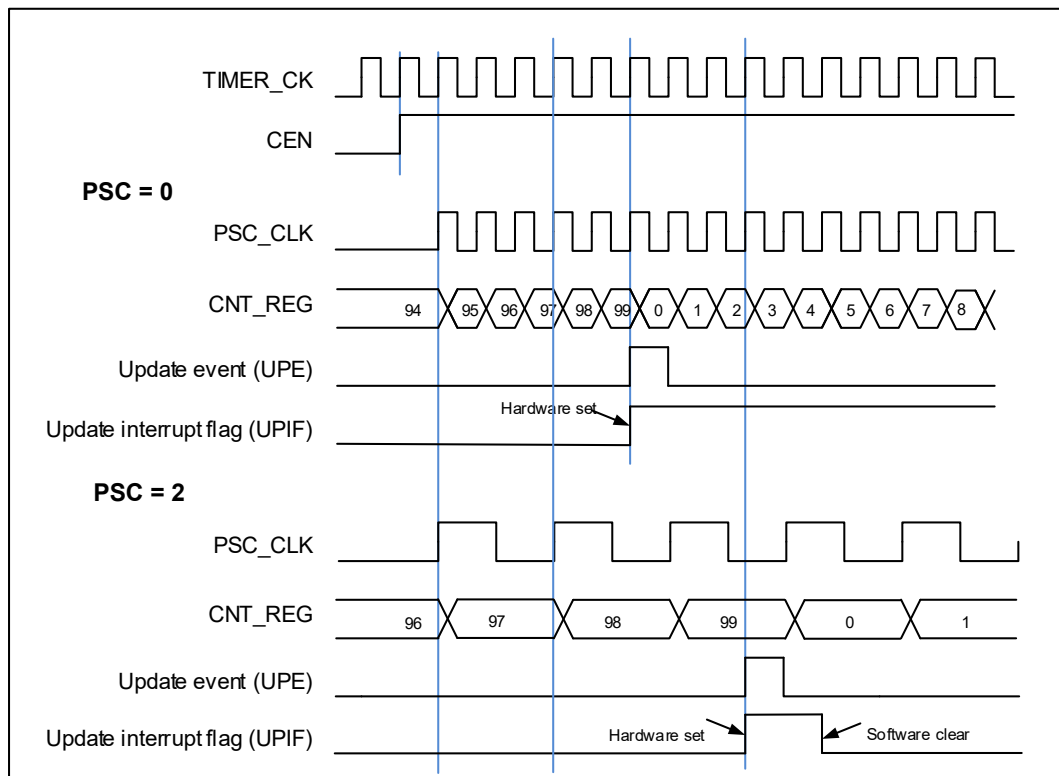 TIMER_CK
CEN
PSC = 0
PSC_CLK
CNT_REG 94 95 96 97 98 99 0 1 2 3 4 5 6 7 8
Update event (UPE)
Hardware set
Update interrupt flag (UPIF)
PSC = 2
PSC_CLK
CNT_REG 96 97 98 99 0 1
Update event (UPE)
Update interrupt flag (UPIF) Hardware set Software clear